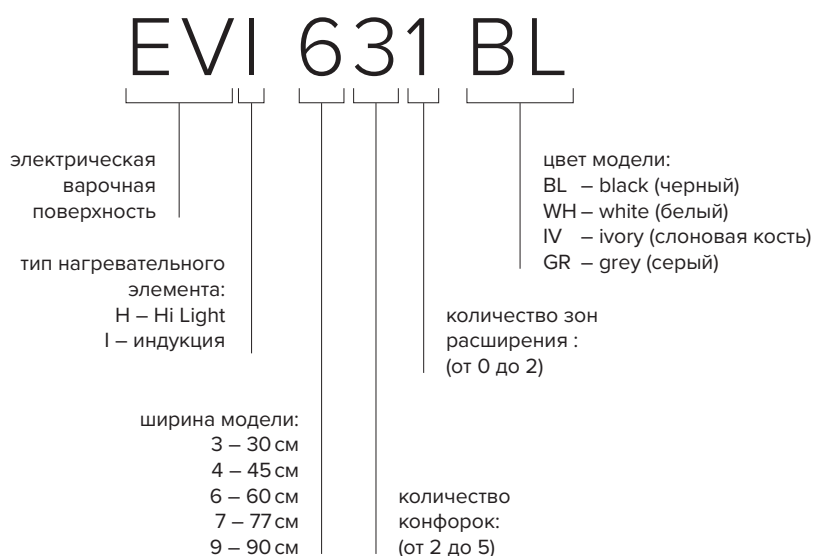 EVI 631 BL
электрическая
варочная
поверхность
тип нагревательного
элемента:
H – Hi Light
I – индукция
ширина модели:
3 – 30 см
4 – 45 см
6 – 60 см
7 – 77 см
9 – 90 см
количество
конфорок:
(от 2 до 5)
количество зон
расширения :
(от 0 до 2)
цвет модели:
BL – black (черный)
WH – white (белый)
IV – ivory (слоновая кость)
GR – grey (серый)